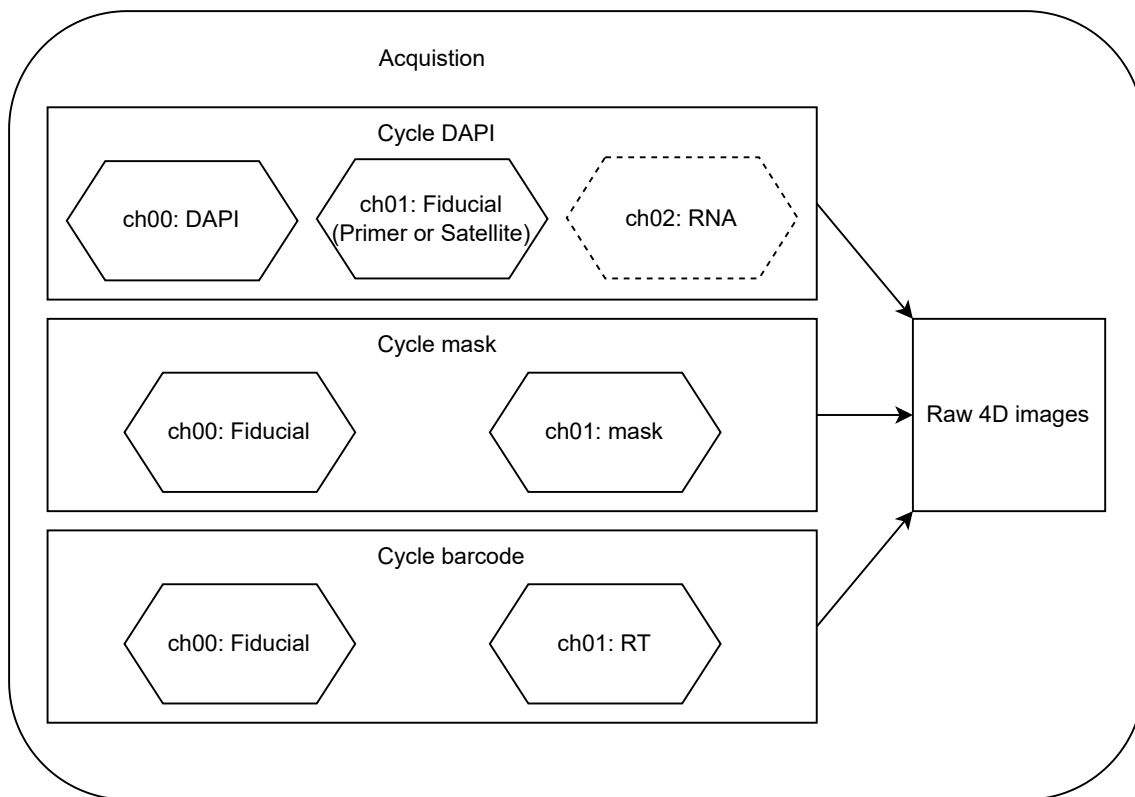 Acquistion
Cycle DAPI
ch00: DAPI
ch01: Fiducial
(Primer or Satellite)
ch02: RNA
Cycle mask
ch00: Fiducial
ch01: mask
Raw 4D images
Cycle barcode
ch00: Fiducial
ch01: RT